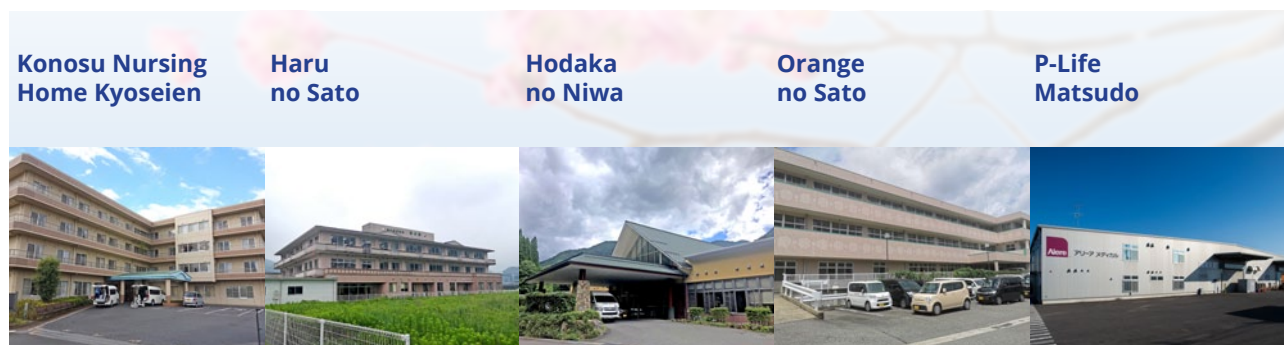 Konosu Nursing
Home Kyoseien
Haru
no Sato
Hodaka
no Niwa
Orange
no Sato
P-Life
Matsudo
アリーア メディカル